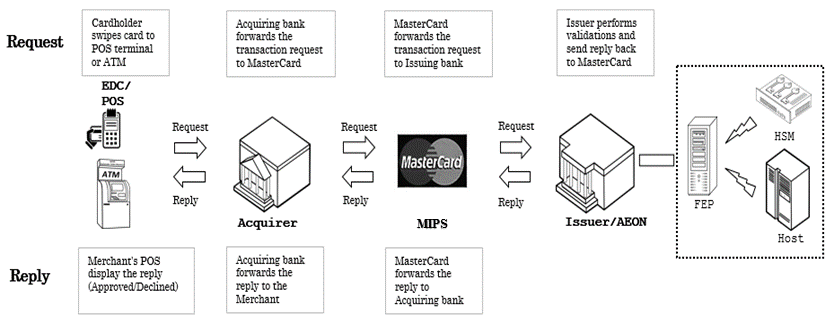 Request
Cardholder
swipes card to
POS terminal
or ATM
Acquiring bank
forwards the
transaction request
to MasterCard
MasterCard
forwards the
transaction request
to Issuing bank
Issuer performs
validations and
send reply back
to MasterCard
EDC/
POS
ATM
Request
Reply
Acquirer
Request
Reply
MasterCard
MIPS
Request
Reply
Issuer/AEON
FEP
HSM
Host
Reply
Merchant's POS
display the reply
(Approved/Declined)
Acquiring bank
forwards the
reply to the
Merchant
MasterCard
forwards the
reply to
Acquiring bank